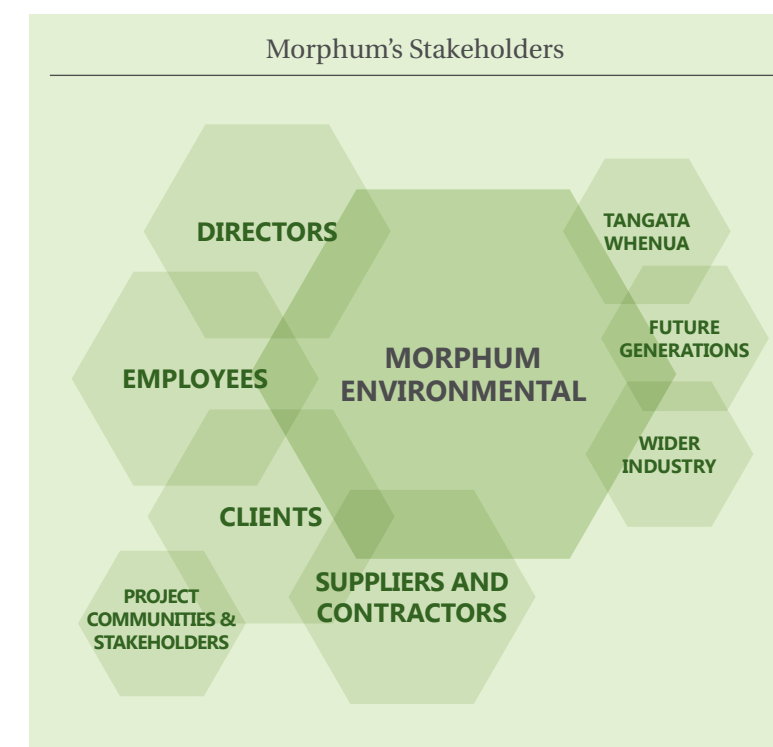 Morphum’s Stakeholders
DIRECTORS
TANGATA
WHENUA
FUTURE
GENERATIONS
MORPHUM
ENVIRONMENTAL
EMPLOYEES
WIDER
INDUSTRY
CLIENTS
SUPPLIERS AND
CONTRACTORS
PROJECT
COMMUNITIES &
STAKEHOLDERS